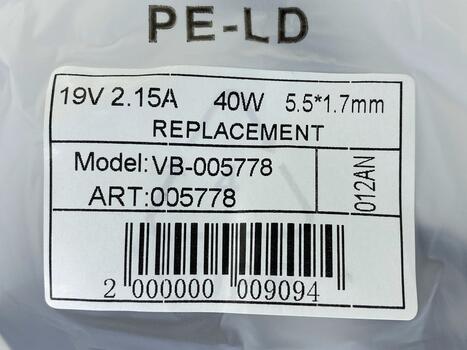 PE-LD
19V 2.15A 40W 5.5*1.7mm
REPLACEMENT
Model:VB-005778
ART:005778
012AN
2 000000 009094